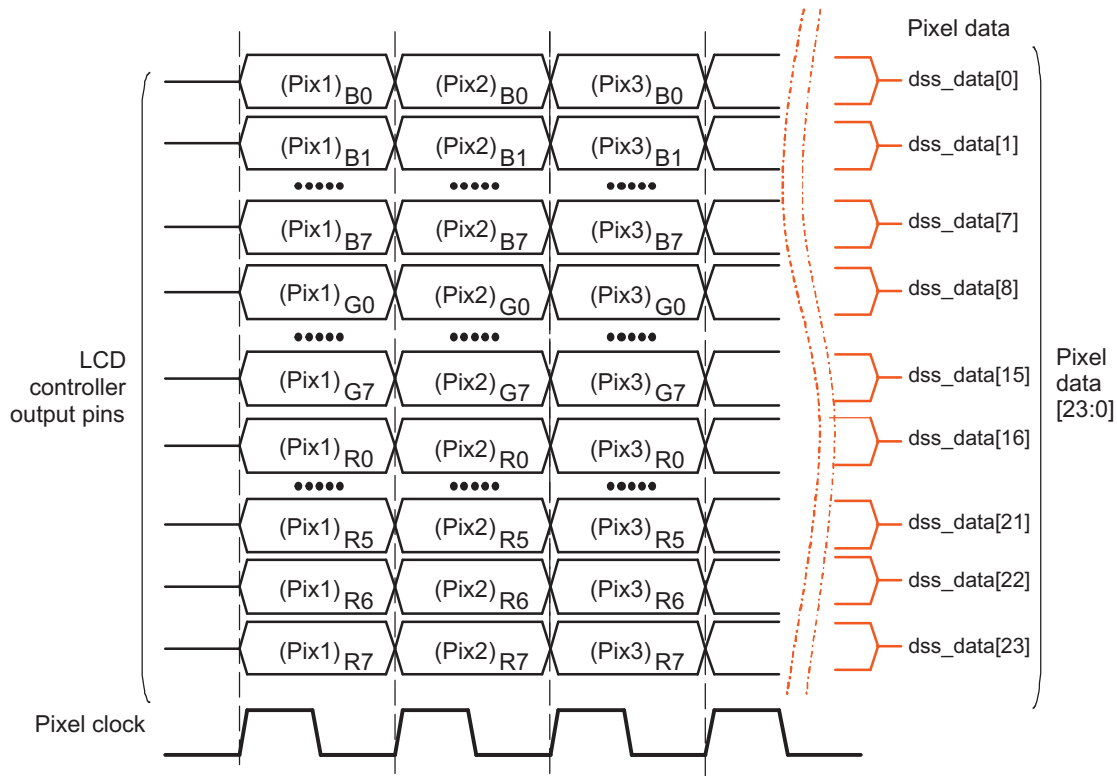 Pixel data
(Pix1)B0 (Pix2)B0 (Pix3)B0 dss_data[0]
(Pix1)B1 (Pix2)B1 (Pix3)B1 dss_data[1]
(Pix1)B7 (Pix2)B7 (Pix3)B7 dss_data[7]
(Pix1)G0 (Pix2)G0 (Pix3)G0 dss_data[8]
LCD
controller
output pins
(Pix1)G7 (Pix2)G7 (Pix3)G7 dss_data[15]
Pixel
data
[23:0]
(Pix1)R0 (Pix2)R0 (Pix3)R0 dss_data[16]
(Pix1)R5 (Pix2)R5 (Pix3)R5 dss_data[21]
(Pix1)R6 (Pix2)R6 (Pix3)R6 dss_data[22]
(Pix1)R7 (Pix2)R7 (Pix3)R7 dss_data[23]
Pixel clock